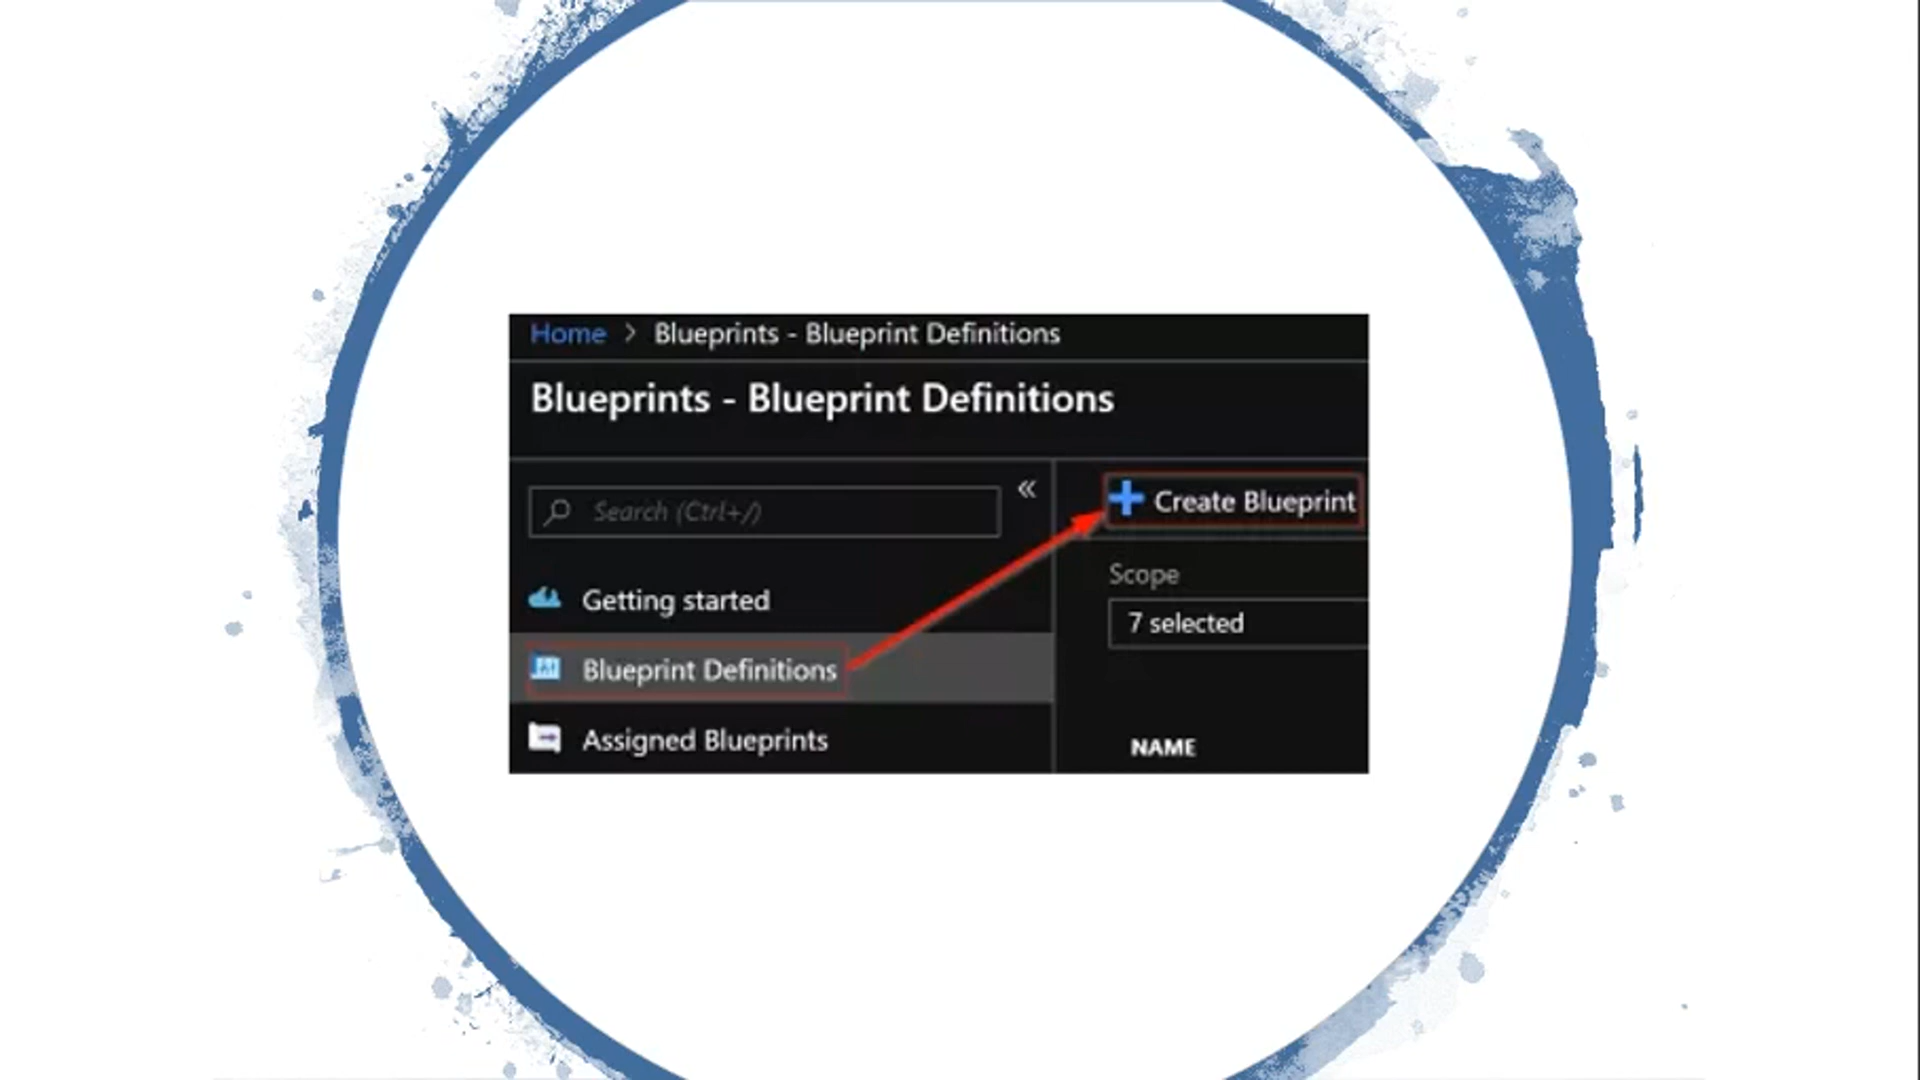 Home > Blueprints - Blueprint Definitions
Blueprints - Blueprint Definitions
Search (Ctrl+/)
«
Getting started
Blueprint Definitions
Assigned Blueprints
+ Create Blueprint
Scope
7 selected
NAME